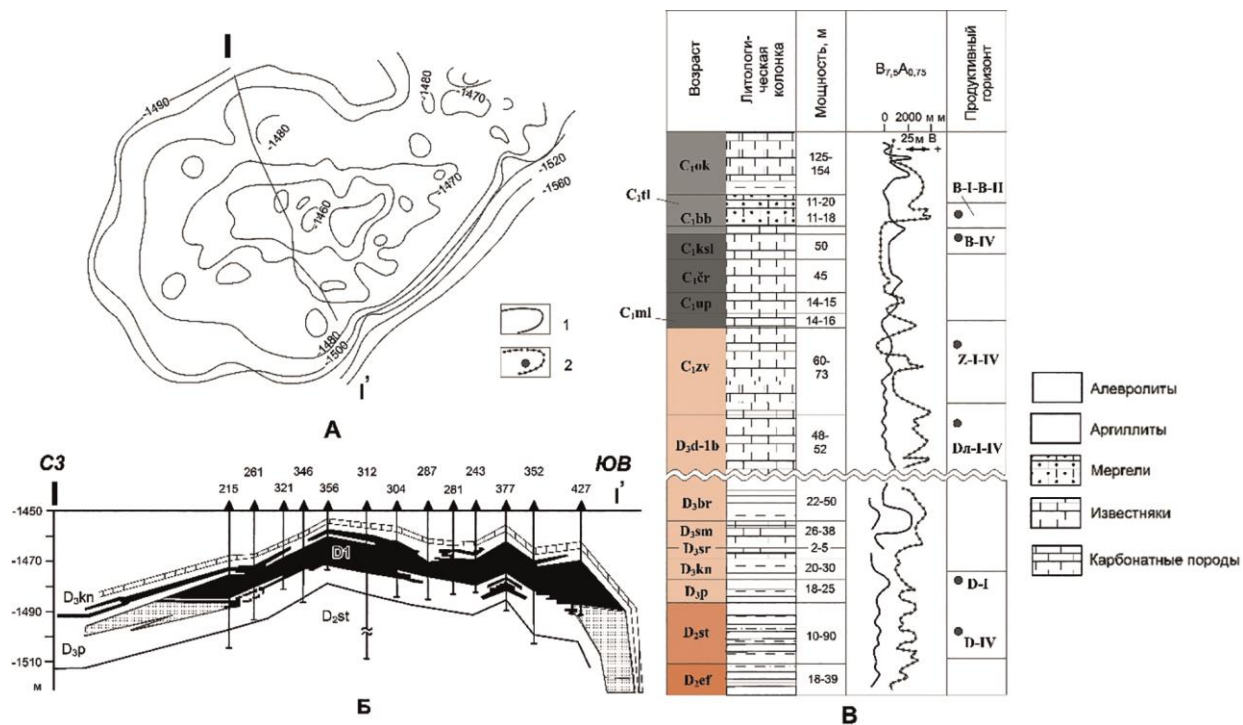 I
-1490
-1480
-1470
-1480
-1470
-1520
-1560
-1460
-1480
-1500
I'
1
2
А
СЗ
ЮВ
I
I'
215
261
321
346
356
312
304
287
281
243
377
352
427
-1450
-1470
-1490
-1510
м
D1
D₃kn
D₃p
D₂st
Б
Возраст
Литологи-
ческая
колонка
Мощность, м
B₇,₅A₀,₇₅
0 2000 м м
25м В
- +
Продуктивный
горизонт
C₁ok
125-
154
C₁tl
11-20
B-I-B-II
C₁bb
11-18
B-IV
C₁ksl
50
C₁čr
45
C₁up
14-15
C₁ml
14-16
C₁zv
60-
73
Z-I-IV
D₃d-1b
48-
52
Dл-I-IV
D₃br
22-50
D₃sm
26-38
D₃sr
2-5
D₃kn
20-30
D-I
D₃p
18-25
D₂st
10-90
D-IV
D₂ef
18-39
В
Алевролиты
Аргиллиты
Мергели
Известняки
Карбонатные породы